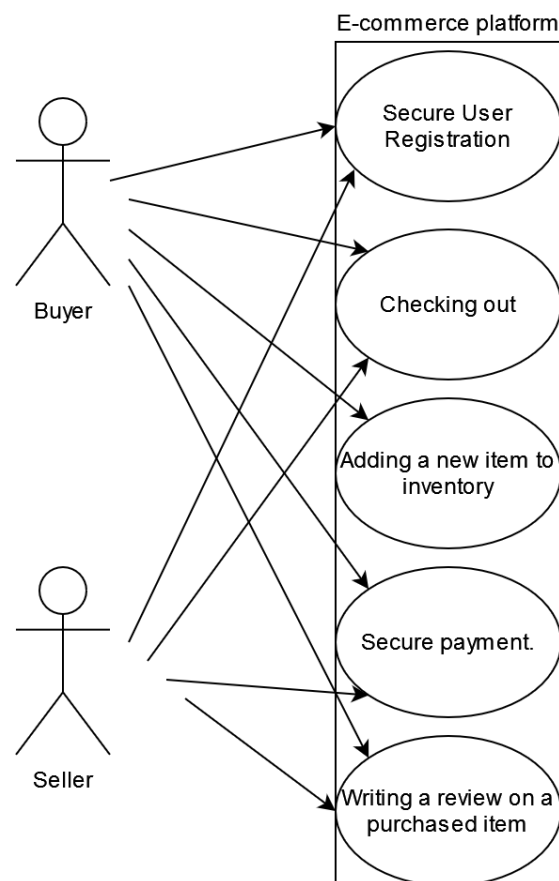 E-commerce platform
Secure User
Registration
Buyer
Checking out
Adding a new item to
inventory
Secure payment.
Seller
Writing a review on a
purchased item